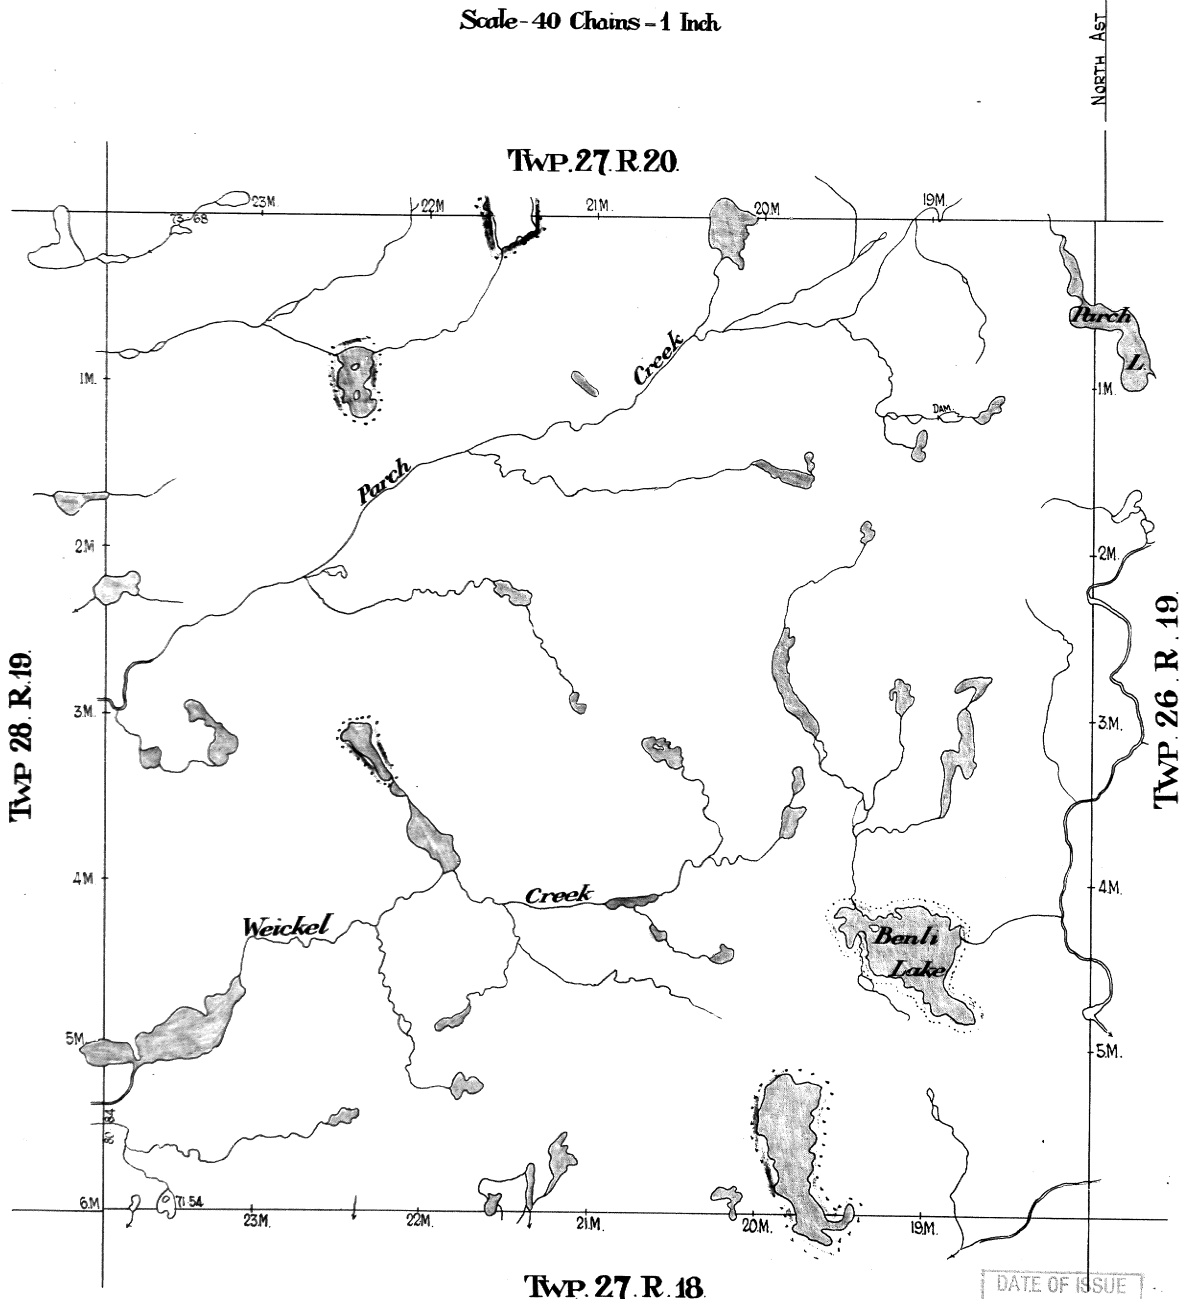 Scale - 40 Chains - 1 Inch
NORTH AST
TWP. 27. R. 20.
23M
22M
21M
20M
19M
73-68
Parch
L.
Creek
1M.
1M.
DAM
Parch
2M
2M.
TWP 28. R. 19.
TWP. 26. R. 19.
3M.
3M.
4M
4M.
Creek
Weickel
Benli
Lake
5M.
5M.
80 84
6M
71.54
23M.
22M.
21M.
20M.
19M.
TWP. 27. R. 18.
DATE OF ISSUE